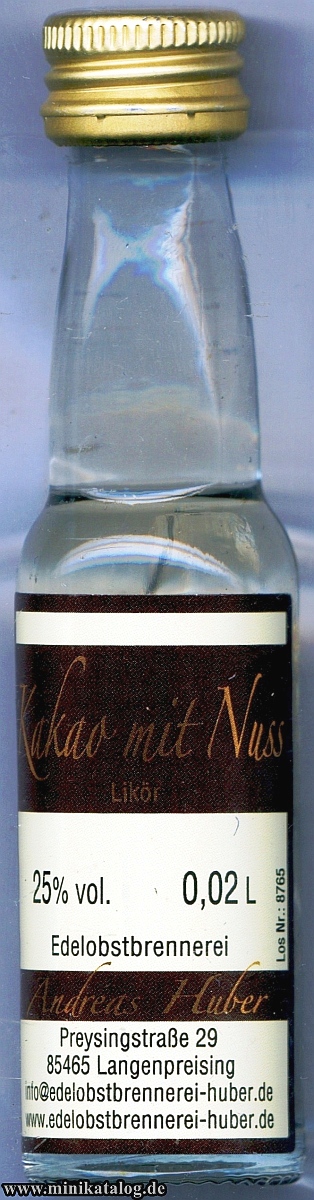 Kakao mit Nuss
Likör
25% vol. 0,02 L
Los Nr.: 8765
Edelobstbrennerei
Andreas Huber
Preysingstraße 29
85465 Langenpreising
info@edelobstbrennerei-huber.de
www.edelobstbrennerei-huber.de
www.minikatalog.de